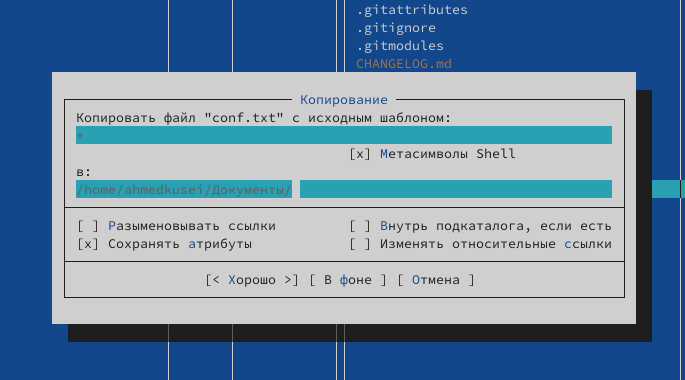 .gitattributes
.gitignore
.gitmodules
CHANGELOG.md
Копирование
Копировать файл "conf.txt" с исходным шаблоном:
*
[x] Метасимволы Shell
в:
/home/ahmedkusei/Документы/
[ ] Разыменовывать ссылки [ ] Внутрь подкаталога, если есть
[x] Сохранять атрибуты [ ] Изменять относительные ссылки
[< Хорошо >] [ В фоне ] [ Отмена ]